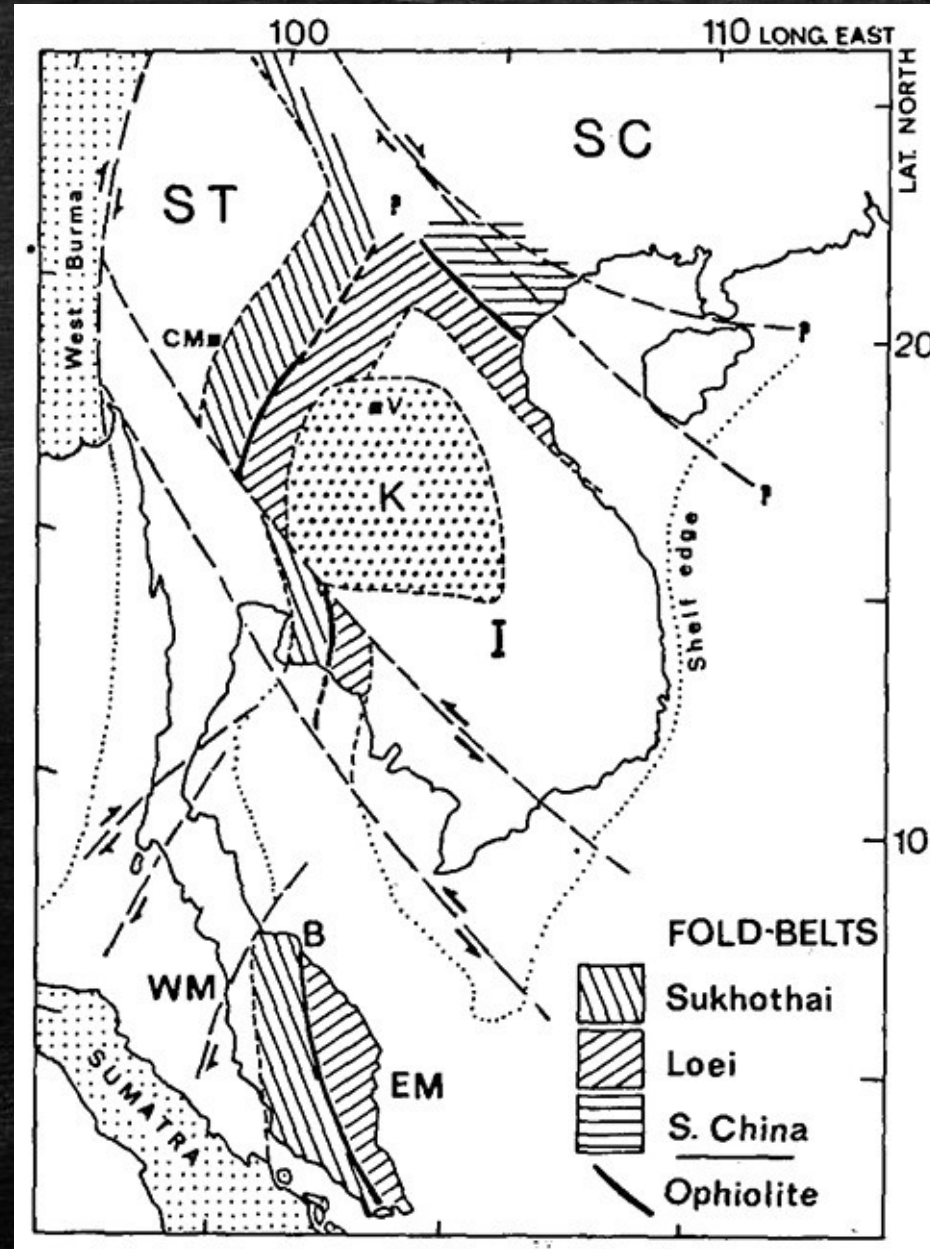 100
110 LONG. EAST
LAT. NORTH
SC
ST
?
West Burma
CM
?
20
V
K
?
Shelf edge
I
10
B
WM
EM
SUMATRA
FOLD-BELTS
Sukhothai
Loei
S. China
Ophiolite